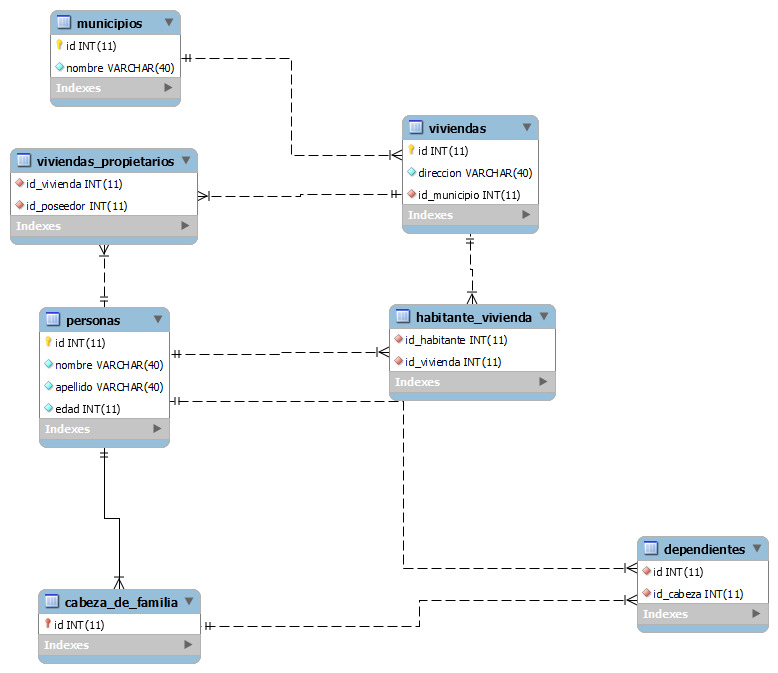 municipios
id INT(11)
nombre VARCHAR(40)
Indexes
viviendas
id INT(11)
direccion VARCHAR(40)
id_municipio INT(11)
Indexes
viviendas_propietarios
id_vivienda INT(11)
id_poseedor INT(11)
Indexes
personas
id INT(11)
nombre VARCHAR(40)
apellido VARCHAR(40)
edad INT(11)
Indexes
habitante_vivienda
id_habitante INT(11)
id_vivienda INT(11)
Indexes
dependientes
id INT(11)
id_cabeza INT(11)
Indexes
cabeza_de_familia
id INT(11)
Indexes